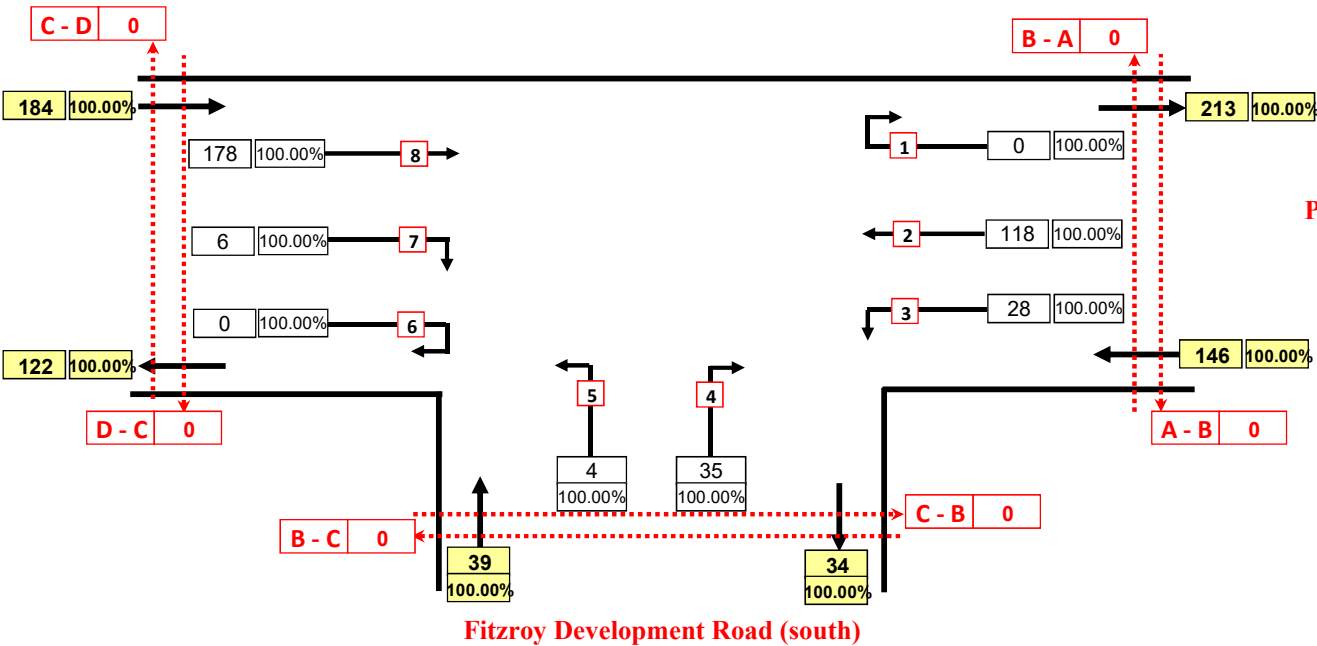 C - D 0
B - A 0
184 100.00%
213 100.00%
178 100.00% 8
1 0 100.00%
P
6 100.00% 7
2 118 100.00%
0 100.00% 6
3 28 100.00%
122 100.00%
146 100.00%
5
4
D - C 0
A - B 0
4
100.00%
35
100.00%
C - B 0
B - C 0
39
100.00%
34
100.00%
Fitzroy Development Road (south)